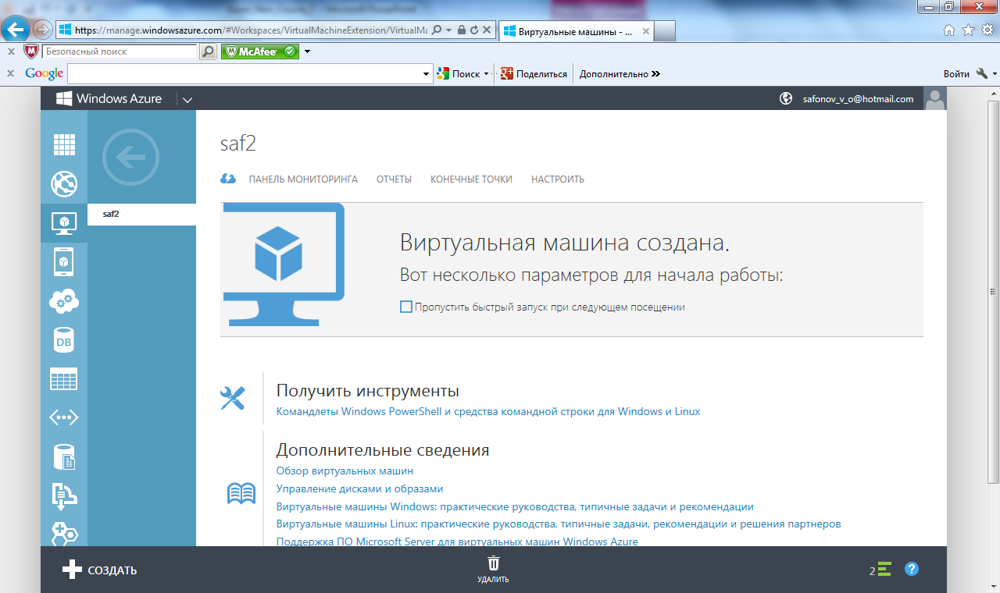 https://manage.windowsazure.com/#Workspaces/VirtualMachineExtension/VirtualMa
Виртуальные машины - ...
Безопасный поиск
McAfee
Google
Поиск
Поделиться
Дополнительно »
Войти
Windows Azure
safonov_v_o@hotmail.com
saf2
saf2
ПАНЕЛЬ МОНИТОРИНГА ОТЧЕТЫ КОНЕЧНЫЕ ТОЧКИ НАСТРОИТЬ
Виртуальная машина создана.
Вот несколько параметров для начала работы:
Пропустить быстрый запуск при следующем посещении
DB
Получить инструменты
Командлеты Windows PowerShell и средства командной строки для Windows и Linux
Дополнительные сведения
Обзор виртуальных машин
Управление дисками и образами
Виртуальные машины Windows: практические руководства, типичные задачи и рекомендации
Виртуальные машины Linux: практические руководства, типичные задачи, рекомендации и решения партнеров
Поддержка ПО Microsoft Server для виртуальных машин Windows Azure
СОЗДАТЬ
УДАЛИТЬ
2
?